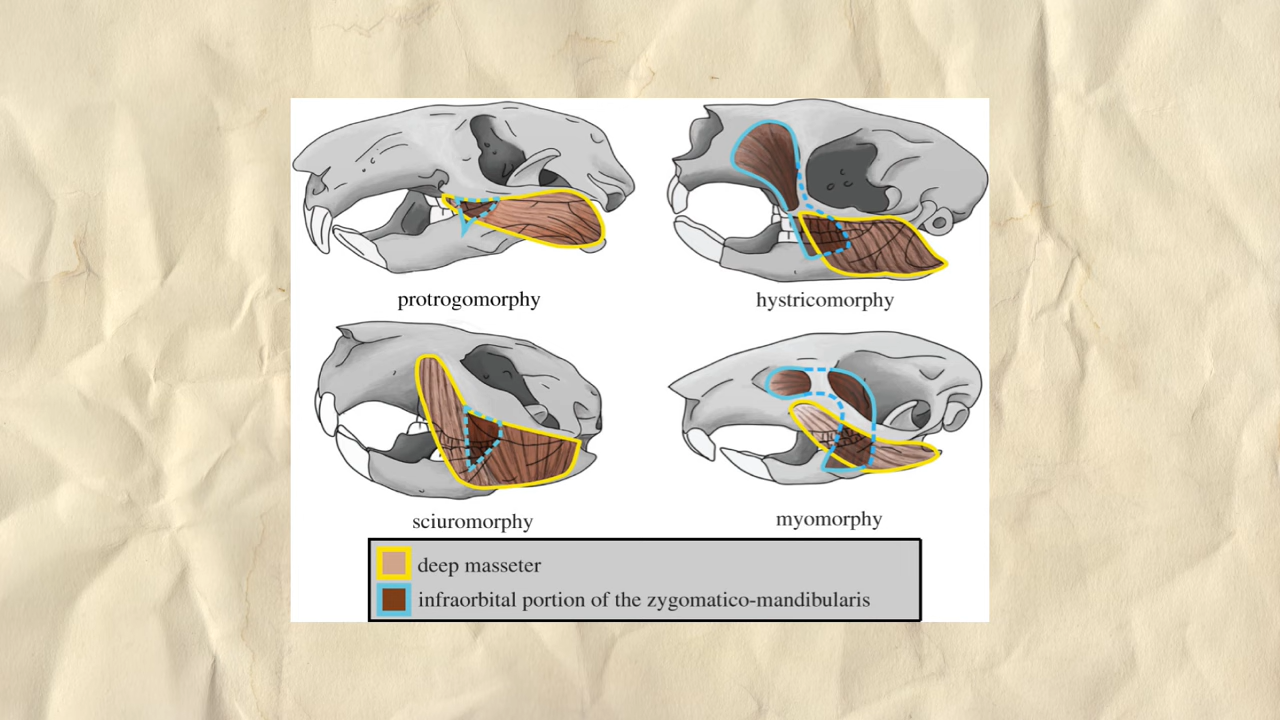 protrogomorphy
hystricomorphy
sciuromorphy
myomorphy
deep masseter
infraorbital portion of the zygomatico-mandibularis